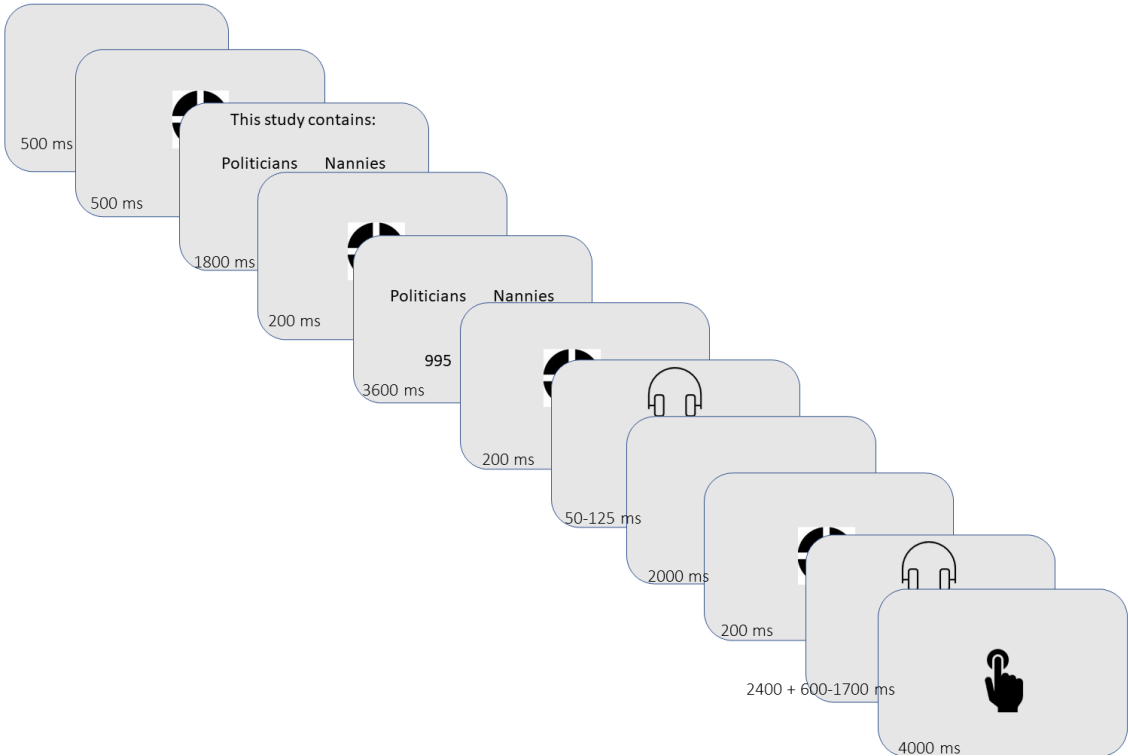 500 ms
500 ms
This study contains:
Politicians Nannies
1800 ms
200 ms
Politicians Nannies
995
3600 ms
200 ms
50-125 ms
2000 ms
200 ms
2400 + 600-1700 ms
4000 ms